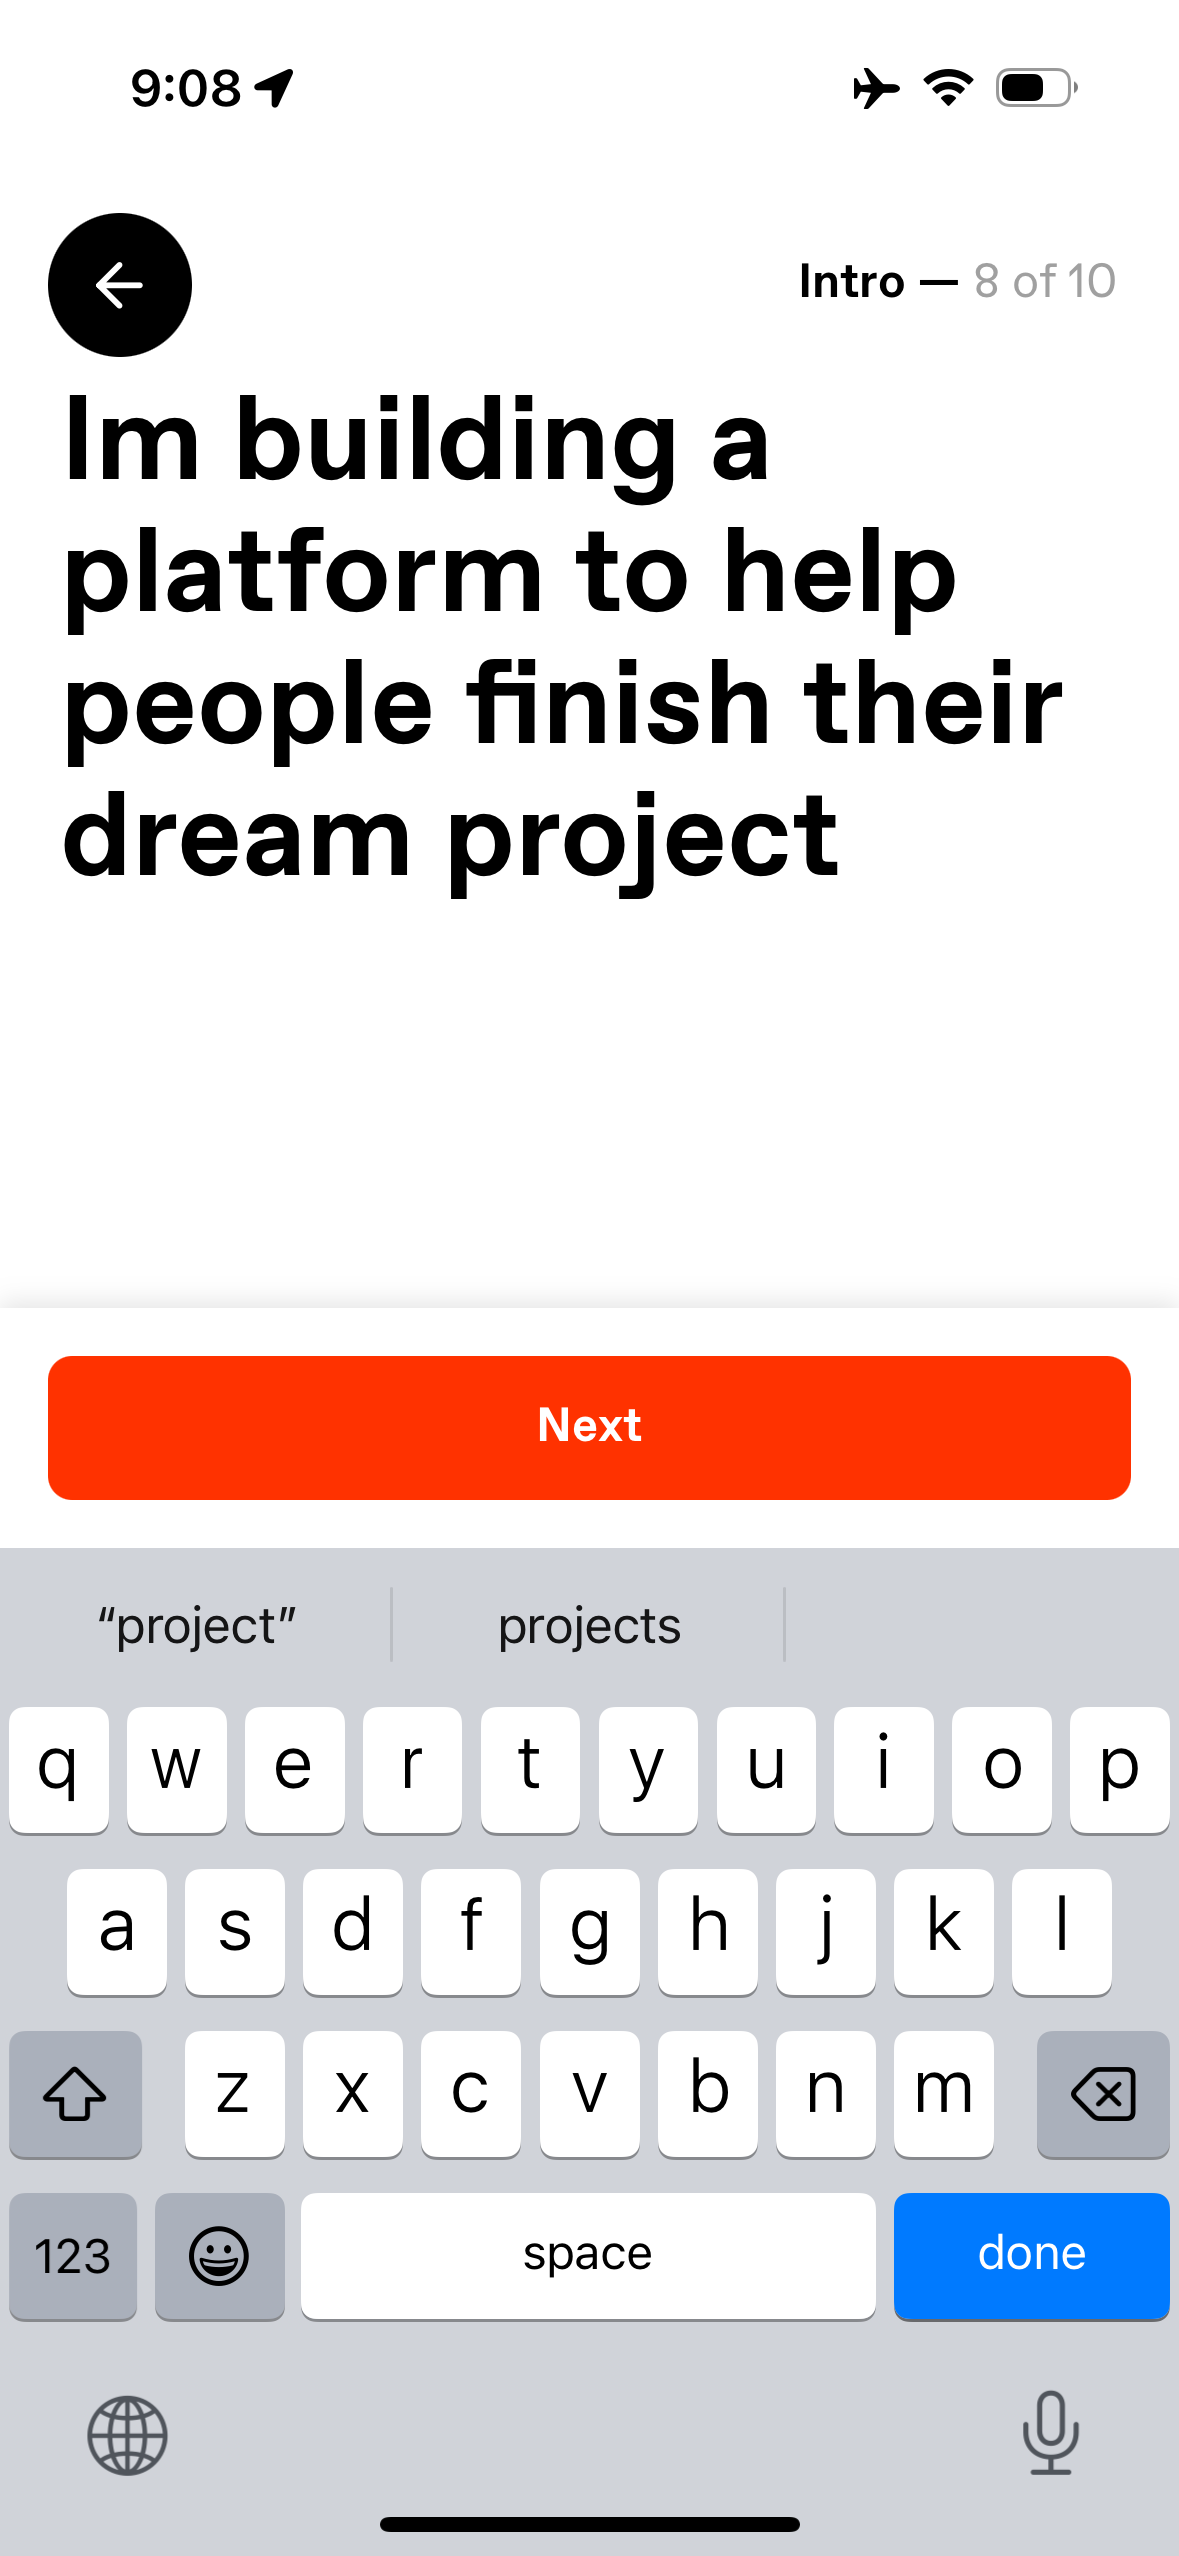 9:08
Intro — 8 of 10
Im building a
platform to help
people finish their
dream project
Next
“project” projects
q w e r t y u i o p
a s d f g h j k l
z x c v b n m
123 space done